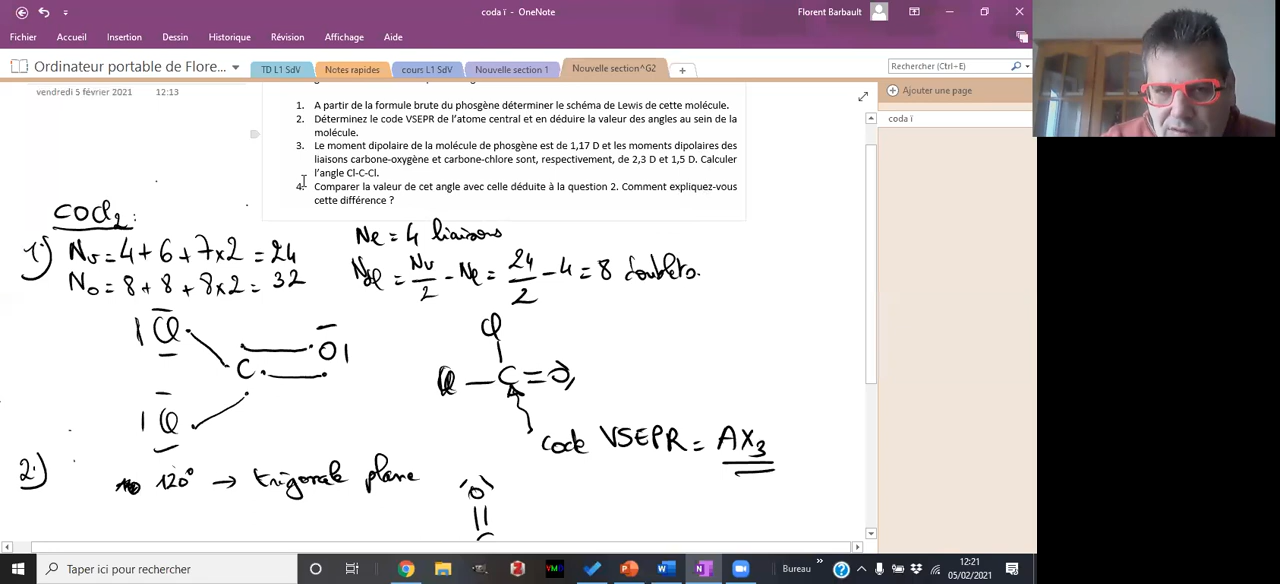 coda ï - OneNote
Florent Barbault
Fichier Accueil Insertion Dessin Historique Révision Affichage Aide
Ordinateur portable de Flore...
TD L1 SdV
Notes rapides
cours L1 SdV
Nouvelle section 1
Nouvelle section^G2
Rechercher (Ctrl+E)
vendredi 5 février 2021 12:13
Ajouter une page
coda ï
1. A partir de la formule brute du phosgène déterminer le schéma de Lewis de cette molécule.
2. Déterminez le code VSEPR de l'atome central et en déduire la valeur des angles au sein de la
molécule.
3. Le moment dipolaire de la molécule de phosgène est de 1,17 D et les moments dipolaires des
liaisons carbone-oxygène et carbone-chlore sont, respectivement, de 2,3 D et 1,5 D. Calculer
l'angle Cl-C-Cl.
4. Comparer la valeur de cet angle avec celle déduite à la question 2. Comment expliquez-vous
cette différence ?
COCl2 :
1°) Nv = 4 + 6 + 7x2 = 24
No = 8 + 8 + 8x2 = 32
Ne = 4 liaisons
Nde = Nv/2 - Ne = 24/2 - 4 = 8 doublets.
Cl
C
O
Cl
Cl
Cl - C = O
code VSEPR = AX3
2°) 120° → trigonale plane
O
C
Taper ici pour rechercher
YMD
Bureau
12:21
05/02/2021